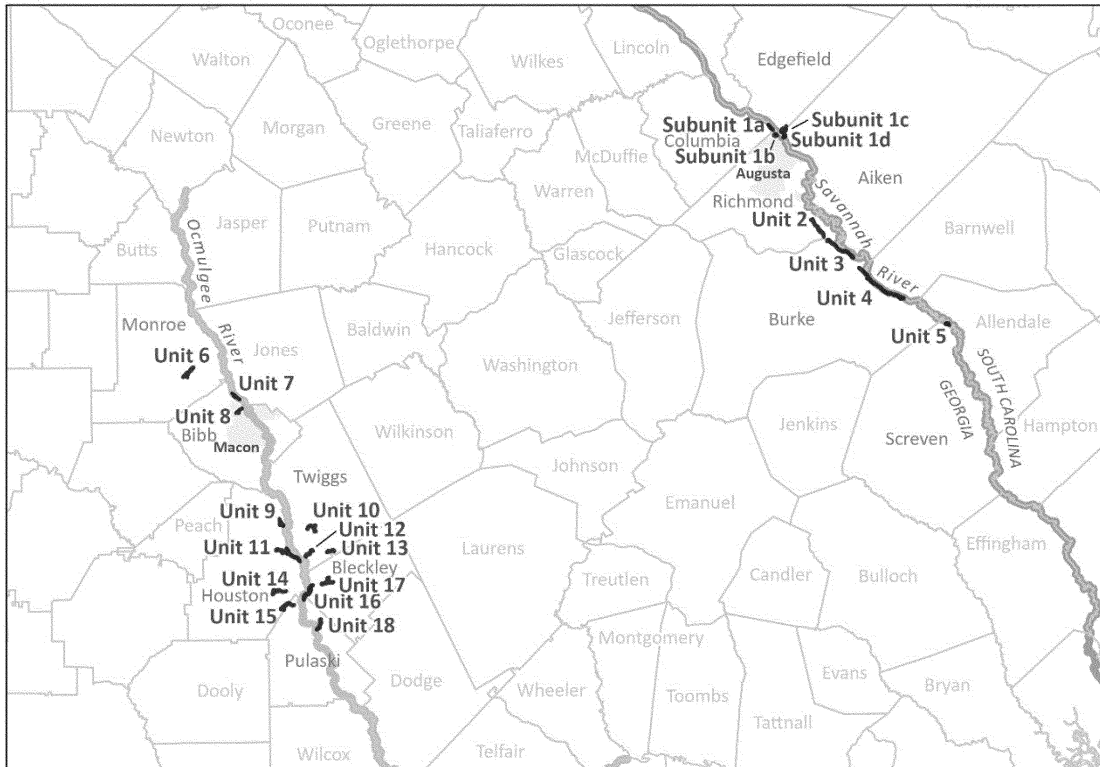 Oconee
Oglethorpe
Lincoln
Walton
Wilkes
Edgefield
Newton
Morgan
Greene
Taliaferro
Subunit 1a
Subunit 1c
Columbia
Subunit 1d
Subunit 1b
McDuffie
Augusta
Aiken
Warren
Richmond
Savannah
River
Unit 2
Barnwell
Butts
Jasper
Putnam
Hancock
Glascock
Ocmulgee
River
Unit 3
Unit 4
Burke
Jefferson
Unit 5
Allendale
Monroe
Unit 6
Jones
Baldwin
Washington
Unit 7
Unit 8
Bibb
Macon
Wilkinson
Jenkins
Screven
GEORGIA
SOUTH CAROLINA
Hampton
Twiggs
Johnson
Emanuel
Peach
Unit 9
Unit 10
Unit 12
Unit 11
Unit 13
Laurens
Effingham
Bleckley
Unit 14
Unit 17
Houston
Unit 16
Unit 15
Unit 18
Treutlen
Candler
Bulloch
Pulaski
Montgomery
Dooly
Dodge
Wheeler
Toombs
Evans
Bryan
Tattnall
Wilcox
Telfair